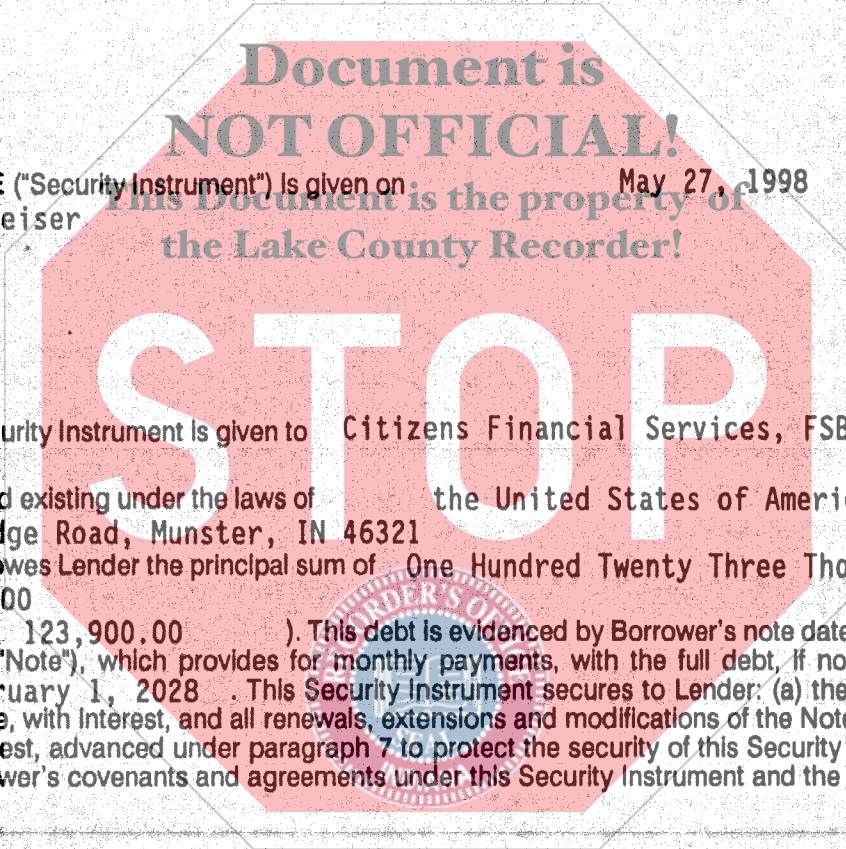 Document is
NOT OFFICIAL!
("Security Instrument") is given on May 27, 1998
This Document is the property of
eiser
the Lake County Recorder!
STOP
urity Instrument is given to Citizens Financial Services, FSB
d existing under the laws of the United States of Ameri
dge Road, Munster, IN 46321
owes Lender the principal sum of One Hundred Twenty Three Tho
00
123,900.00 ). This debt is evidenced by Borrower's note date
"Note"), which provides for monthly payments, with the full debt, if no
ruary 1, 2028 . This Security Instrument secures to Lender: (a) the
e, with interest, and all renewals, extensions and modifications of the Note
est, advanced under paragraph 7 to protect the security of this Security
wer's covenants and agreements under this Security Instrument and the
RECORDER'S OFFICE
SEAL